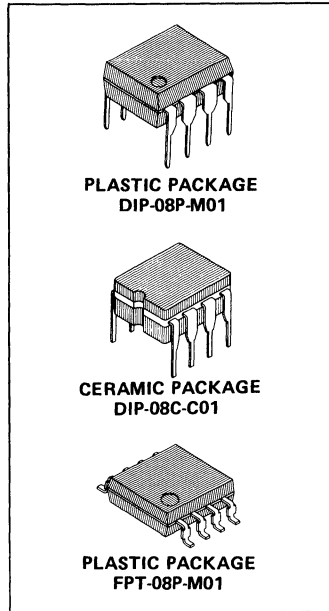 PLASTIC PACKAGE
DIP-08P-M01
CERAMIC PACKAGE
DIP-08C-C01
PLASTIC PACKAGE
FPT-08P-M01